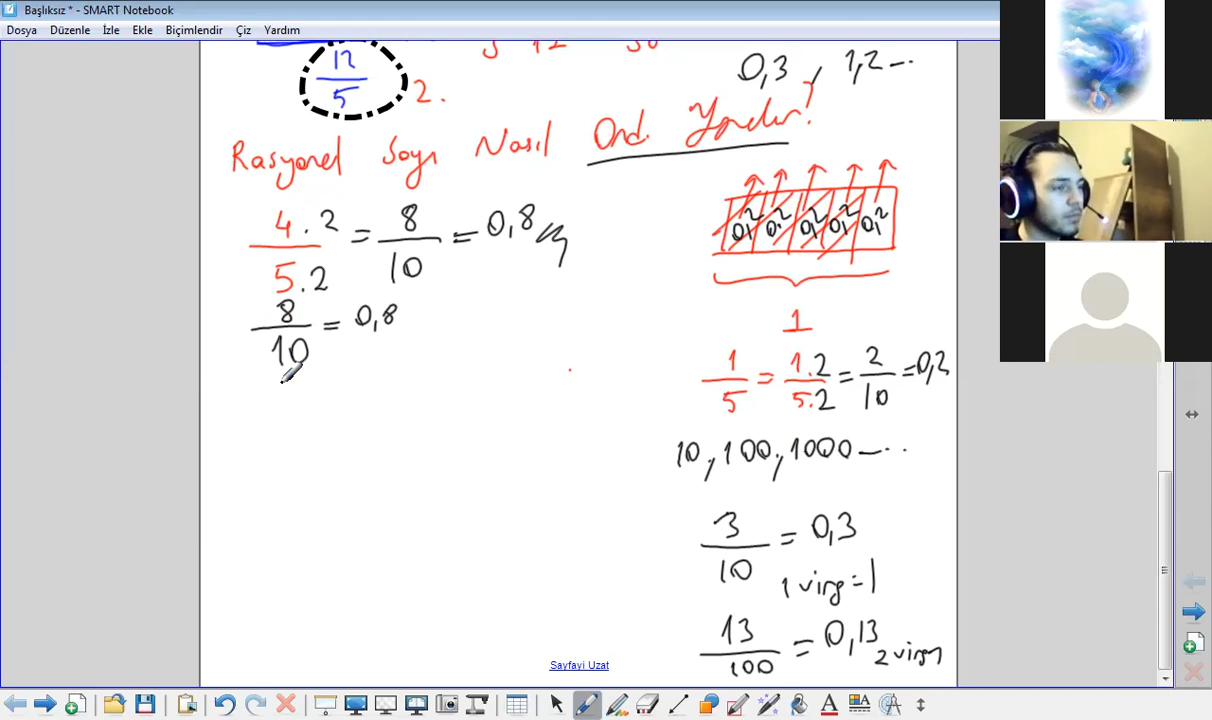 Başlıksız * - SMART Notebook
Dosya Düzenle İzle Ekle Biçimlendir Çiz Yardım
12
5
2.
0,3 , 1,2 ...
Rasyonel Sayı Nasıl Ond. Yazılır?
4.2 = 8 = 0,8
5.2 10
8 = 0,8
10
0,2 0,2 0,2 0,2 0,2
1
1 = 1.2 = 2 = 0,2
5 5.2 10
10, 100, 1000 - ...
3 = 0,3
10
1 virg = 1
13 = 0,13
100
2 virg
Sayfayi Uzat